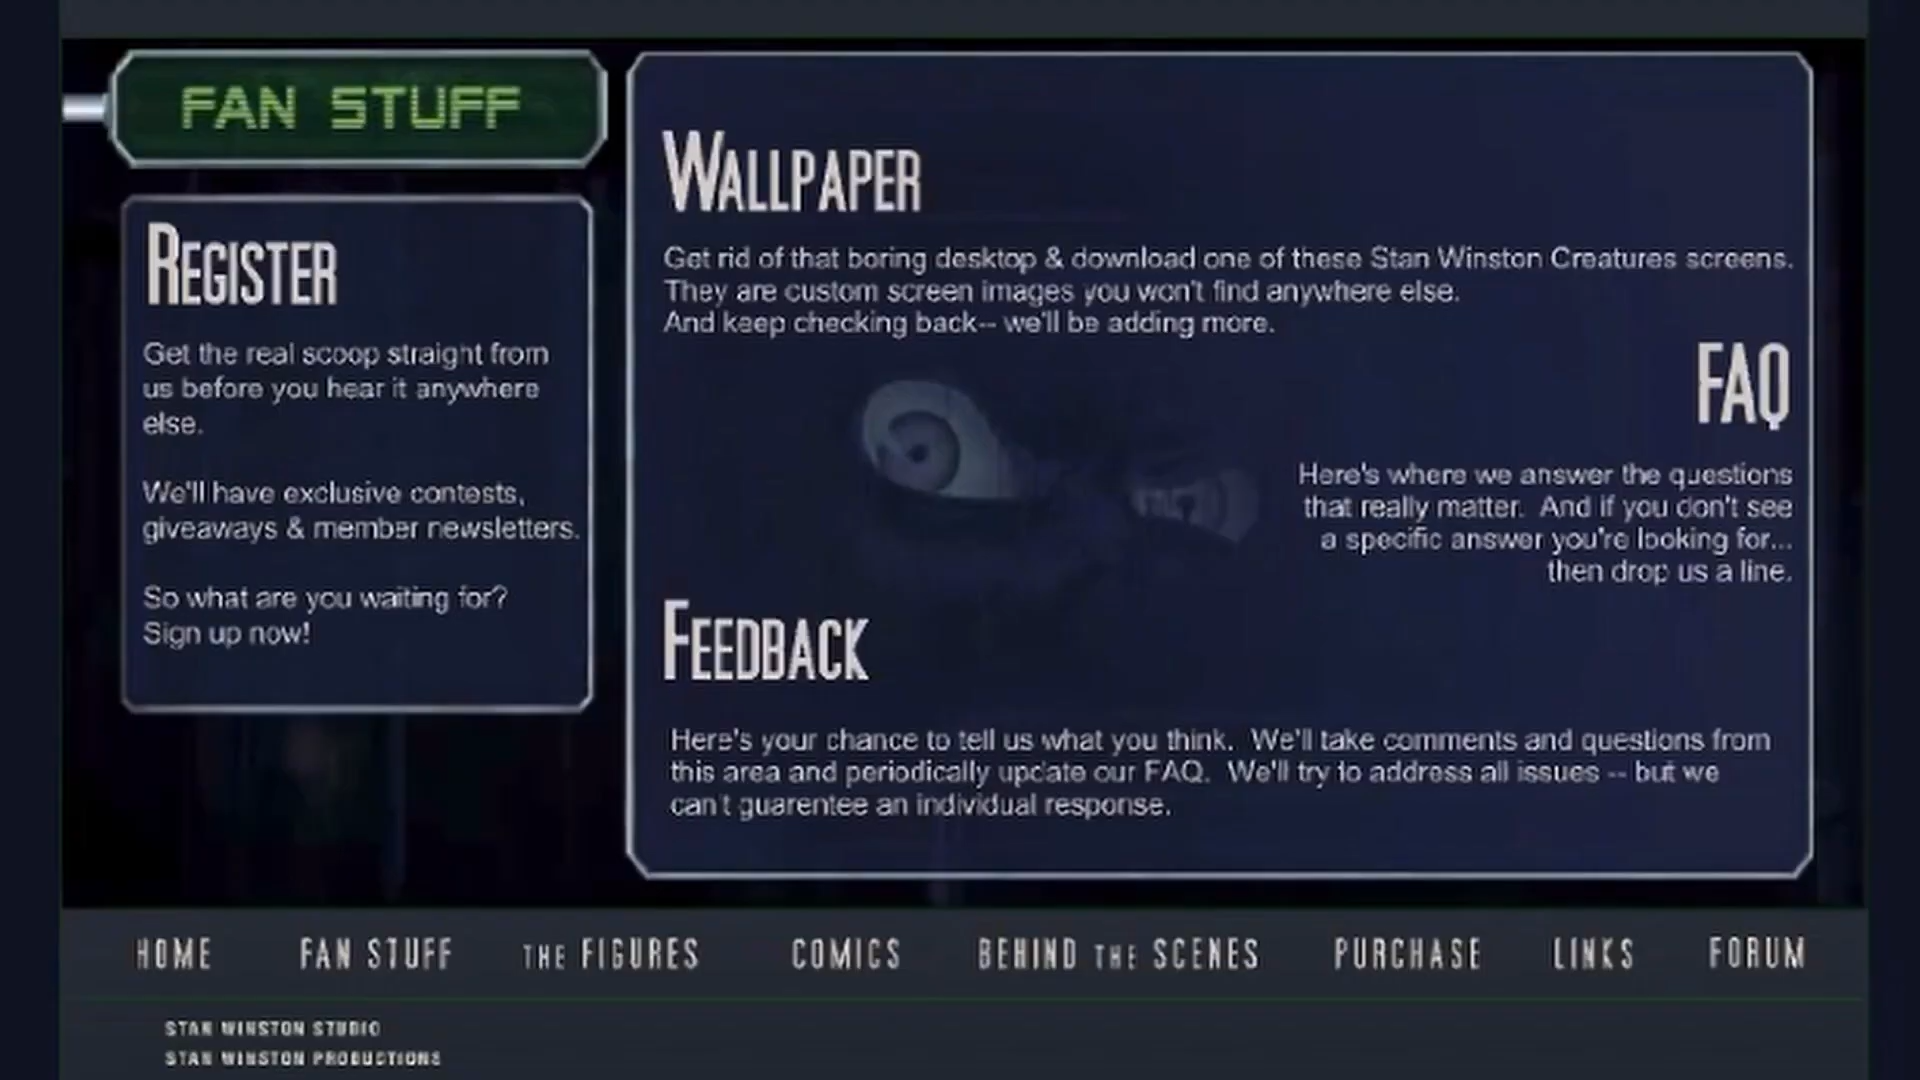 FAN STUFF
REGISTER
Get the real scoop straight from
us before you hear it anywhere
else.
We'll have exclusive contests,
giveaways & member newsletters.
So what are you waiting for?
Sign up now!
WALLPAPER
Get rid of that boring desktop & download one of these Stan Winston Creatures screens.
They are custom screen images you won't find anywhere else.
And keep checking back-- we'll be adding more.
FAQ
Here's where we answer the questions
that really matter. And if you don't see
a specific answer you're looking for...
then drop us a line.
FEEDBACK
Here's your chance to tell us what you think. We'll take comments and questions from
this area and periodically update our FAQ. We'll try to address all issues -- but we
can't guarentee an individual response.
HOME FAN STUFF THE FIGURES COMICS BEHIND THE SCENES PURCHASE LINKS FORUM
STAN WINSTON STUDIO
STAN WINSTON PRODUCTIONS